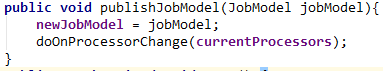 public void publishJobModel(JobModel jobModel){
    newJobModel = jobModel;
    doOnProcessorChange(currentProcessors);
}